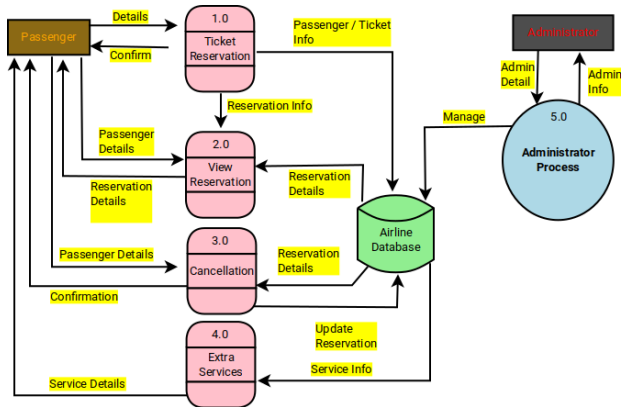 Details
1.0
Passenger
Ticket
Reservation
Confirm
Passenger / Ticket
Info
Administrator
Admin
Detail
Admin
Info
Reservation Info
Manage
5.0
Administrator
Process
Passenger
Details
2.0
View
Reservation
Reservation
Details
Reservation
Details
Airline
Database
3.0
Cancellation
Passenger Details
Reservation
Details
Confirmation
Update
Reservation
4.0
Extra
Services
Service Info
Service Details